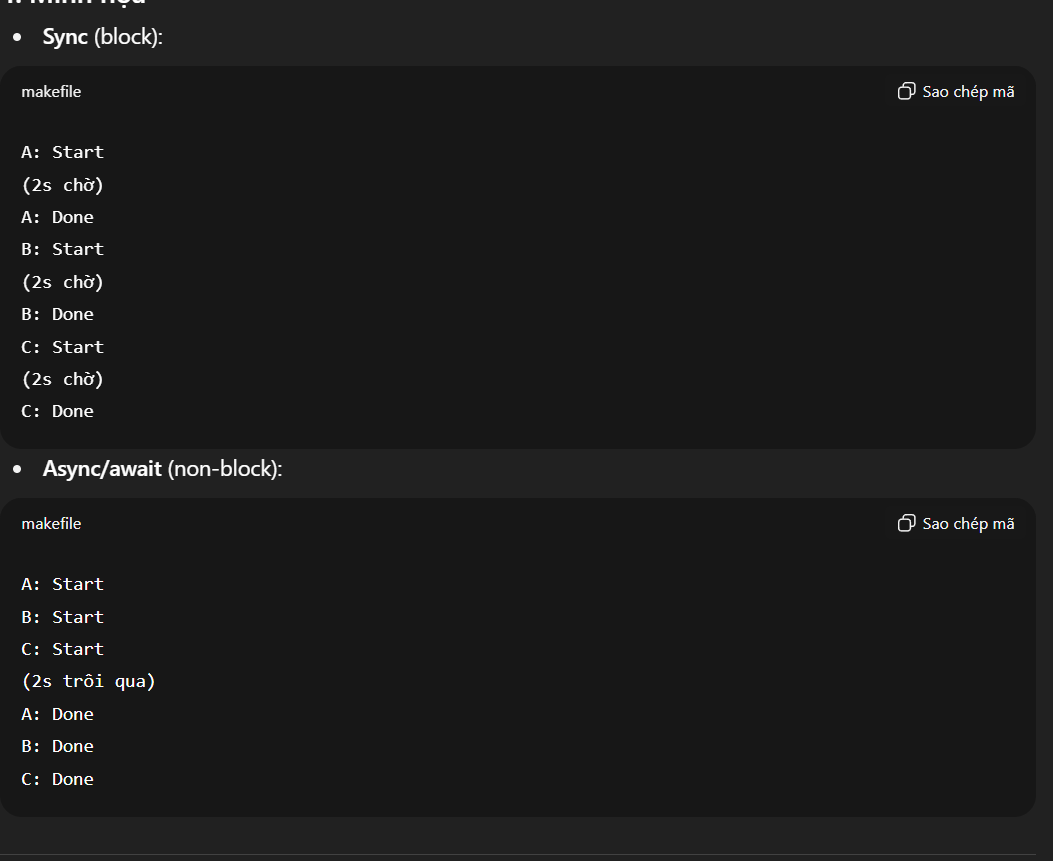 Sync (block):
makefile
Sao chép mã
A: Start
(2s chờ)
A: Done
B: Start
(2s chờ)
B: Done
C: Start
(2s chờ)
C: Done
Async/await (non-block):
makefile
Sao chép mã
A: Start
B: Start
C: Start
(2s trôi qua)
A: Done
B: Done
C: Done